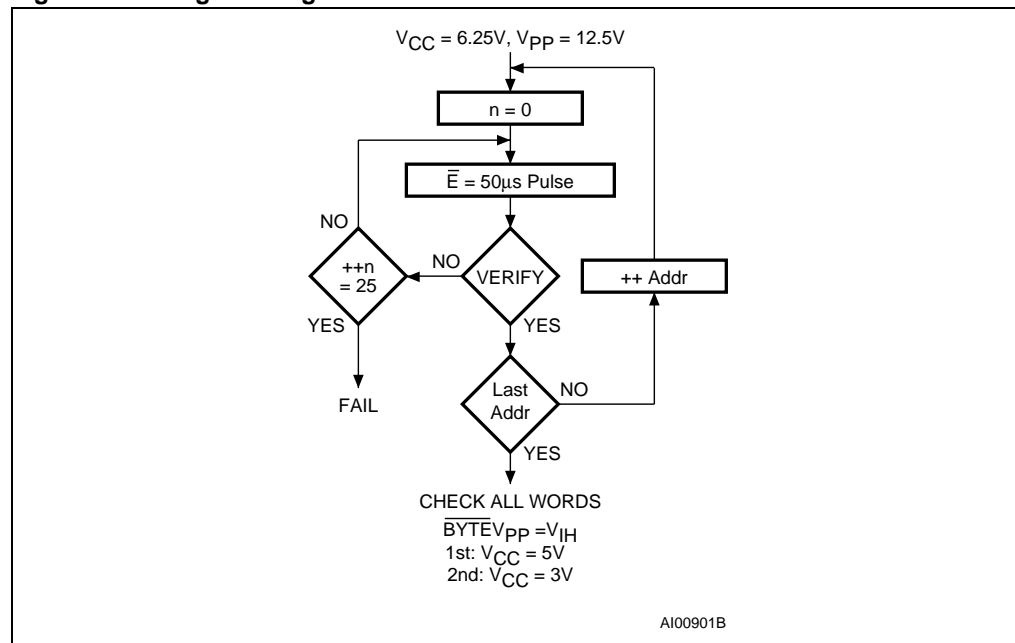 VCC = 6.25V, VPP = 12.5V
n = 0
E̅ = 50μs Pulse
NO
++n
= 25
NO
VERIFY
++ Addr
YES
YES
FAIL
Last
Addr
NO
YES
CHECK ALL WORDS
B̅Y̅T̅E̅VPP =VIH
1st: VCC = 5V
2nd: VCC = 3V
AI00901B